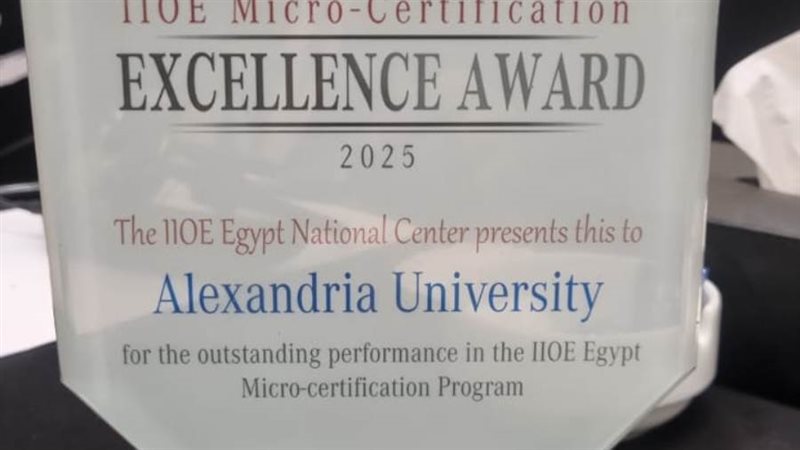 IIOE Micro-Certification
EXCELLENCE AWARD
2025
The IIOE Egypt National Center presents this to
Alexandria University
for the outstanding performance in the IIOE Egypt
Micro-certification Program